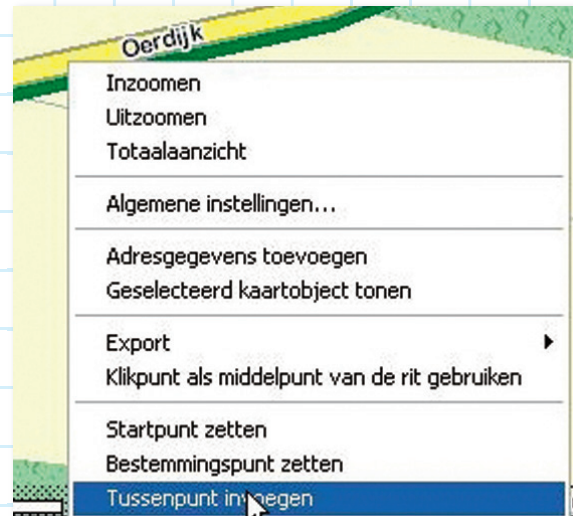 Oerdijk
Inzoomen
Uitzoomen
Totaalaanzicht
Algemene instellingen...
Adresgegevens toevoegen
Geselecteerd kaartobject tonen
Export
Klikpunt als middelpunt van de rit gebruiken
Startpunt zetten
Bestemmingspunt zetten
Tussenpunt invoegen